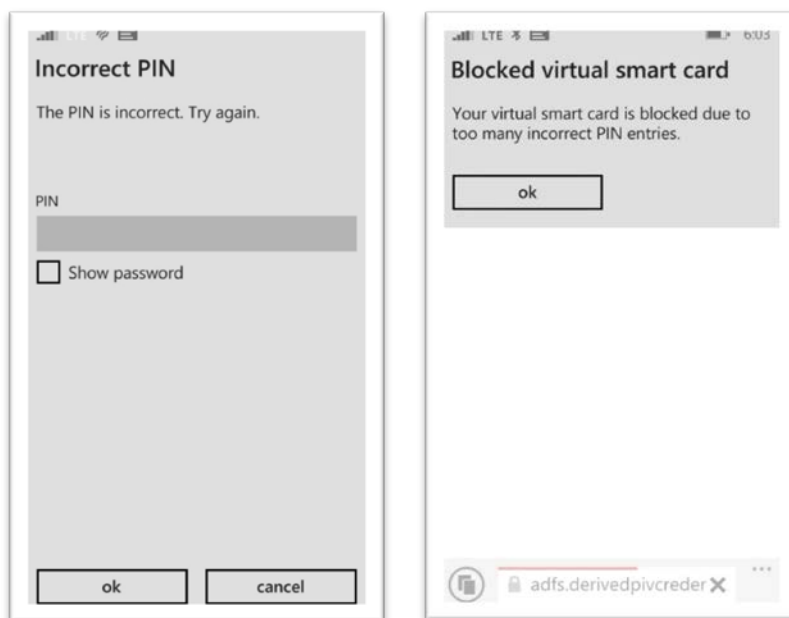 LTE
Incorrect PIN
The PIN is incorrect. Try again.
PIN
Show password
ok
cancel
LTE
6:03
Blocked virtual smart card
Your virtual smart card is blocked due to
too many incorrect PIN entries.
ok
adfs.derivedpivcreder